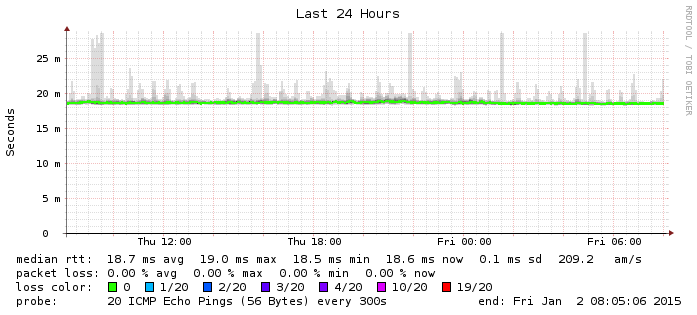 Last 24 Hours
RRDTOOL / TOBI OETIKER
Seconds
25 m
20 m
15 m
10 m
5 m
0
Thu 12:00 Thu 18:00 Fri 00:00 Fri 06:00
median rtt: 18.7 ms avg 19.0 ms max 18.5 ms min 18.6 ms now 0.1 ms sd 209.2 am/s
packet loss: 0.00 % avg 0.00 % max 0.00 % min 0.00 % now
loss color: 0 1/20 2/20 3/20 4/20 10/20 19/20
probe: 20 ICMP Echo Pings (56 Bytes) every 300s end: Fri Jan 2 08:05:06 2015